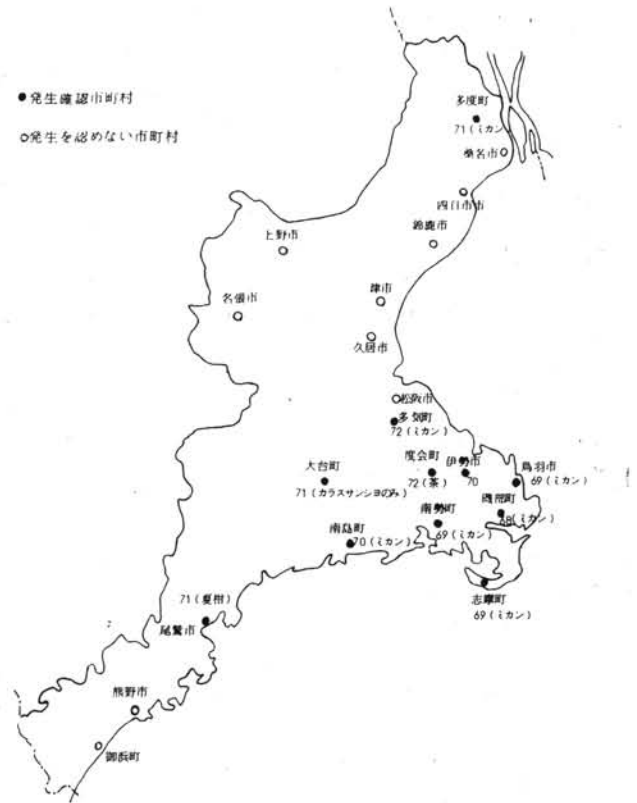 ●発生確認市町村
○発生を認めない市町村
多度町
71(ミカン)
桑名市
四日市市
鈴鹿市
上野市
名張市
津市
久居市
松阪市
多気町
72(ミカン)
大台町
71(カラスサンショのみ)
度会町
72(茶)
伊勢市
70
鳥羽市
69(ミカン)
磯部町
68(ミカン)
南勢町
69(ミカン)
南島町
70(ミカン)
志摩町
69(ミカン)
71(夏柑)
尾鷲市
熊野市
御浜町